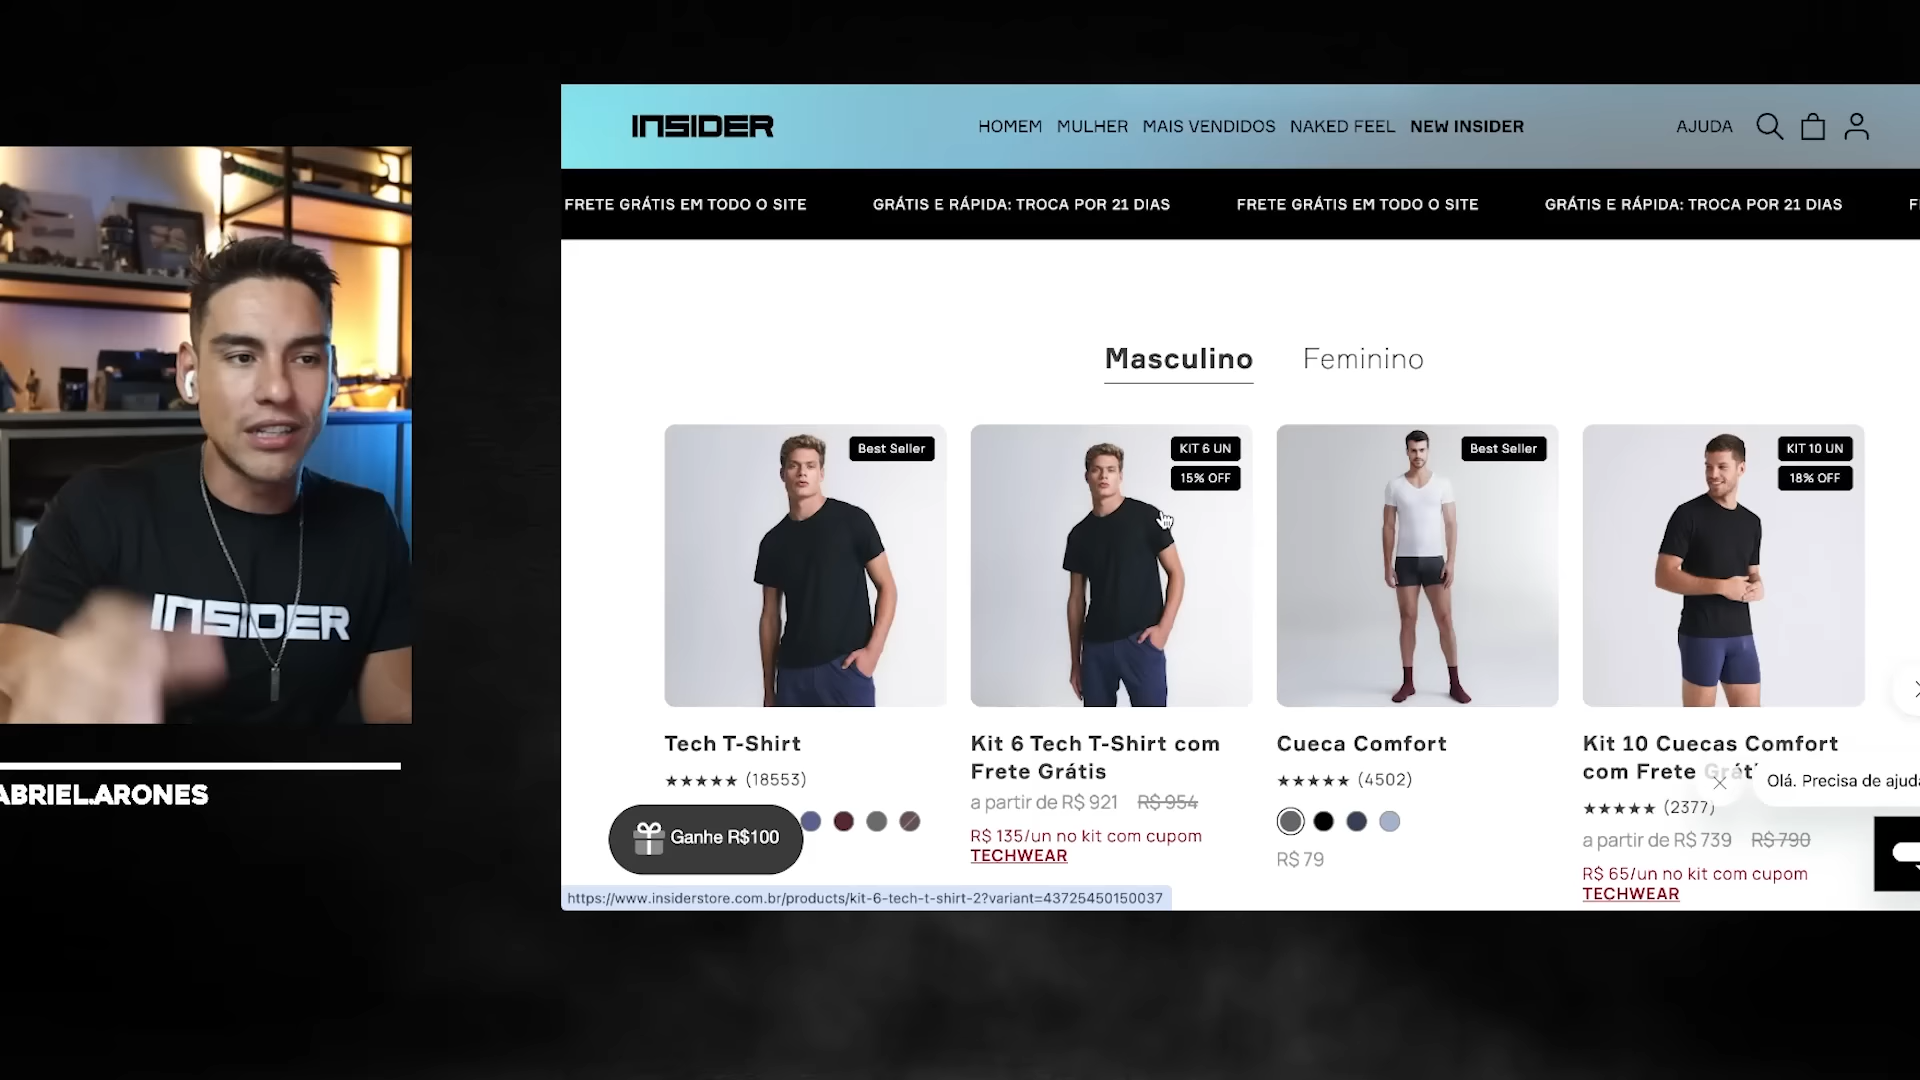 INSIDER
HOMEM MULHER MAIS VENDIDOS NAKED FEEL NEW INSIDER
AJUDA
FRETE GRÁTIS EM TODO O SITE GRÁTIS E RÁPIDA: TROCA POR 21 DIAS FRETE GRÁTIS EM TODO O SITE GRÁTIS E RÁPIDA: TROCA POR 21 DIAS F
Masculino Feminino
Best Seller
KIT 6 UN
15% OFF
Best Seller
KIT 10 UN
18% OFF
INSIDER
ABRIEL.ARONES
Tech T-Shirt
★★★★★ (18553)
Ganhe R$100
Kit 6 Tech T-Shirt com
Frete Grátis
a partir de R$ 921 R$ 954
R$ 135/un no kit com cupom
TECHWEAR
Cueca Comfort
★★★★★ (4502)
R$ 79
Kit 10 Cuecas Comfort
com Frete Grát
★★★★★ (2377)
a partir de R$ 739 R$ 790
R$ 65/un no kit com cupom
TECHWEAR
Olá. Precisa de ajud
https://www.insiderstore.com.br/products/kit-6-tech-t-shirt-2?variant=43725450150037